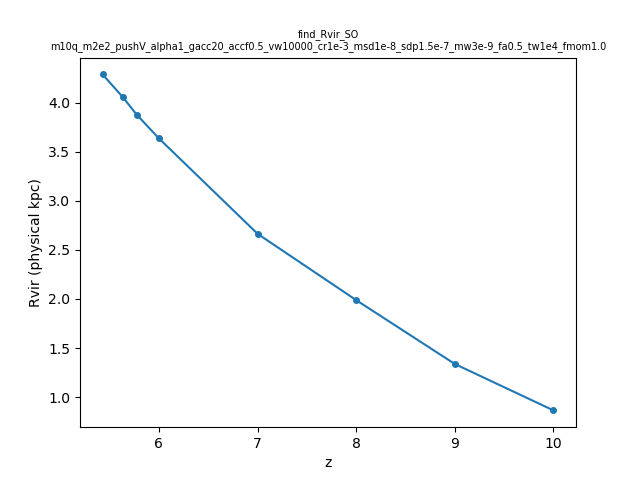 find_Rvir_SO
m10q_m2e2_pushV_alpha1_gacc20_accf0.5_vw10000_cr1e-3_msd1e-8_sdp1.5e-7_mw3e-9_fa0.5_tw1e4_fmom1.0
Rvir (physical kpc)
4.0
3.5
3.0
2.5
2.0
1.5
1.0
6 7 8 9 10
z